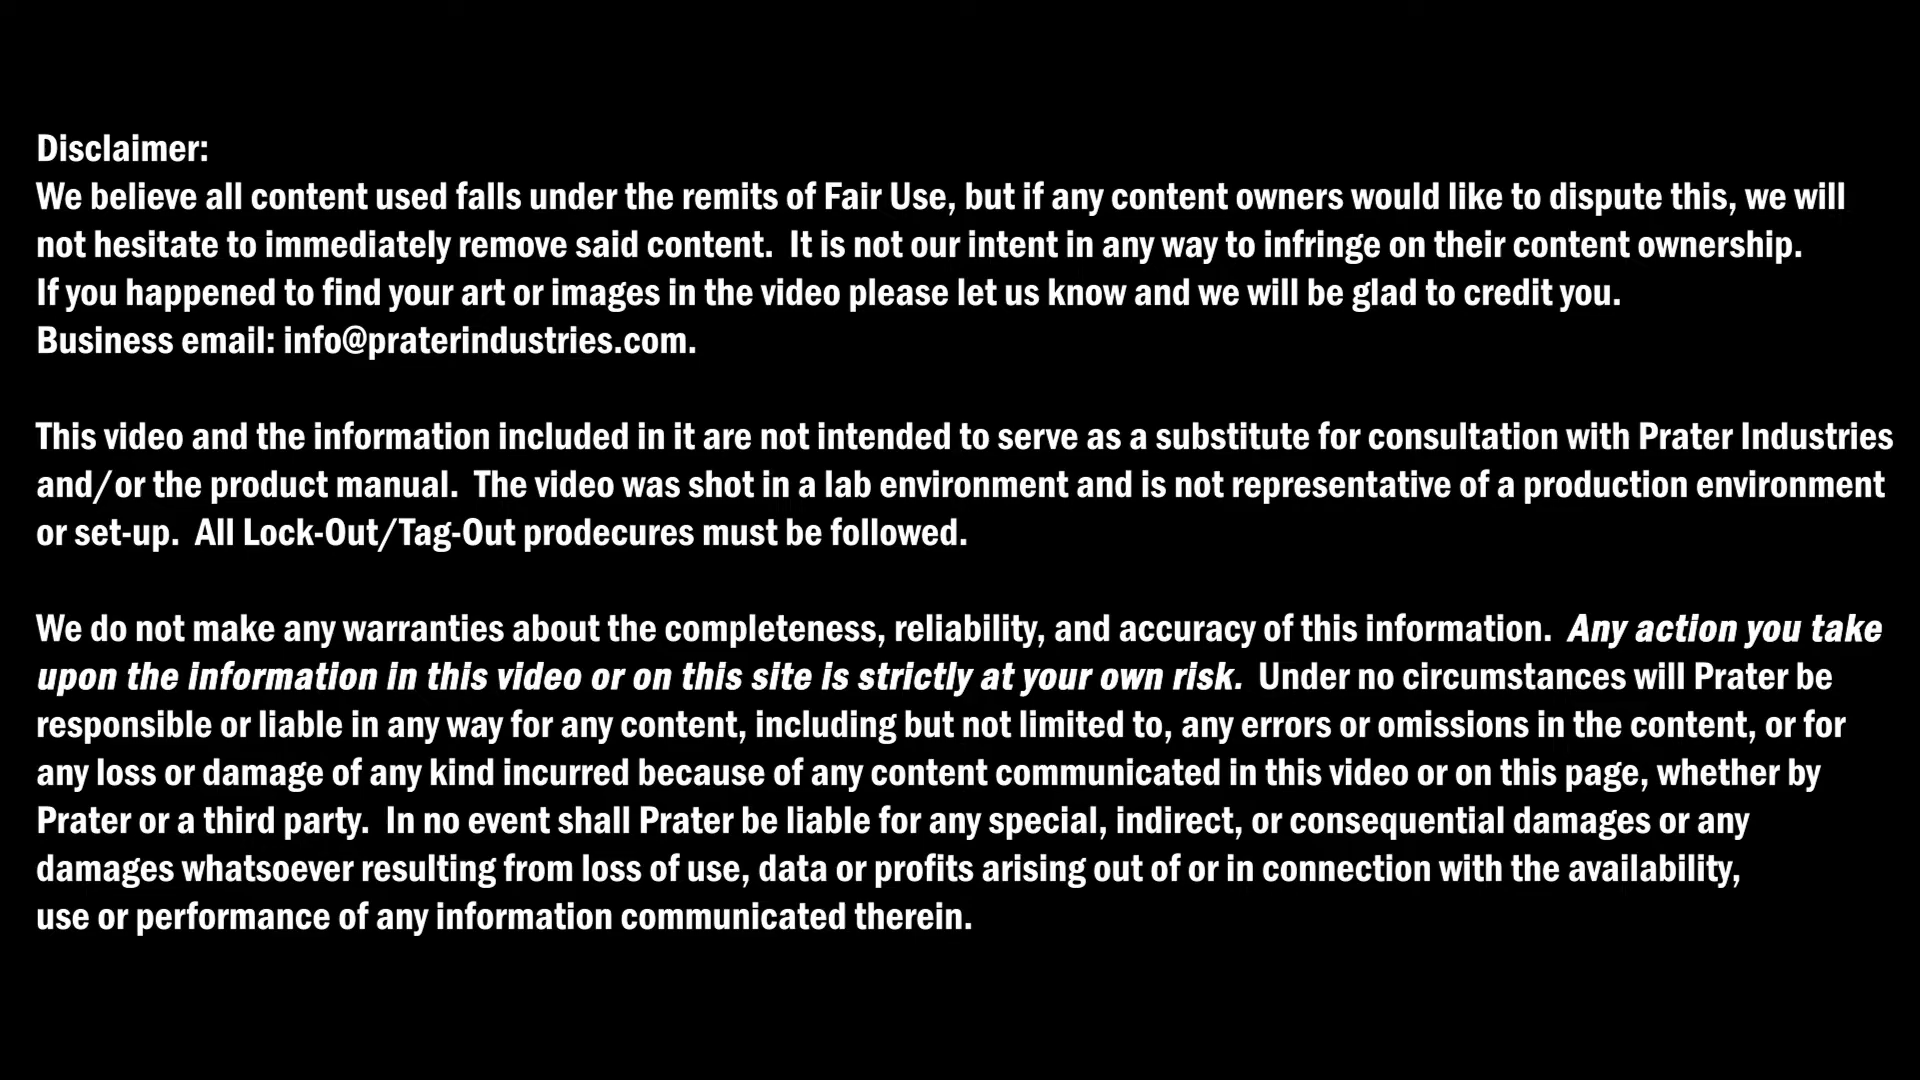 Disclaimer:
We believe all content used falls under the remits of Fair Use, but if any content owners would like to dispute this, we will
not hesitate to immediately remove said content.  It is not our intent in any way to infringe on their content ownership.
If you happened to find your art or images in the video please let us know and we will be glad to credit you.
Business email: info@praterindustries.com.
This video and the information included in it are not intended to serve as a substitute for consultation with Prater Industries
and/or the product manual.  The video was shot in a lab environment and is not representative of a production environment
or set-up.  All Lock-Out/Tag-Out prodecures must be followed.
We do not make any warranties about the completeness, reliability, and accuracy of this information.  Any action you take
upon the information in this video or on this site is strictly at your own risk.  Under no circumstances will Prater be
responsible or liable in any way for any content, including but not limited to, any errors or omissions in the content, or for
any loss or damage of any kind incurred because of any content communicated in this video or on this page, whether by
Prater or a third party.  In no event shall Prater be liable for any special, indirect, or consequential damages or any
damages whatsoever resulting from loss of use, data or profits arising out of or in connection with the availability,
use or performance of any information communicated therein.